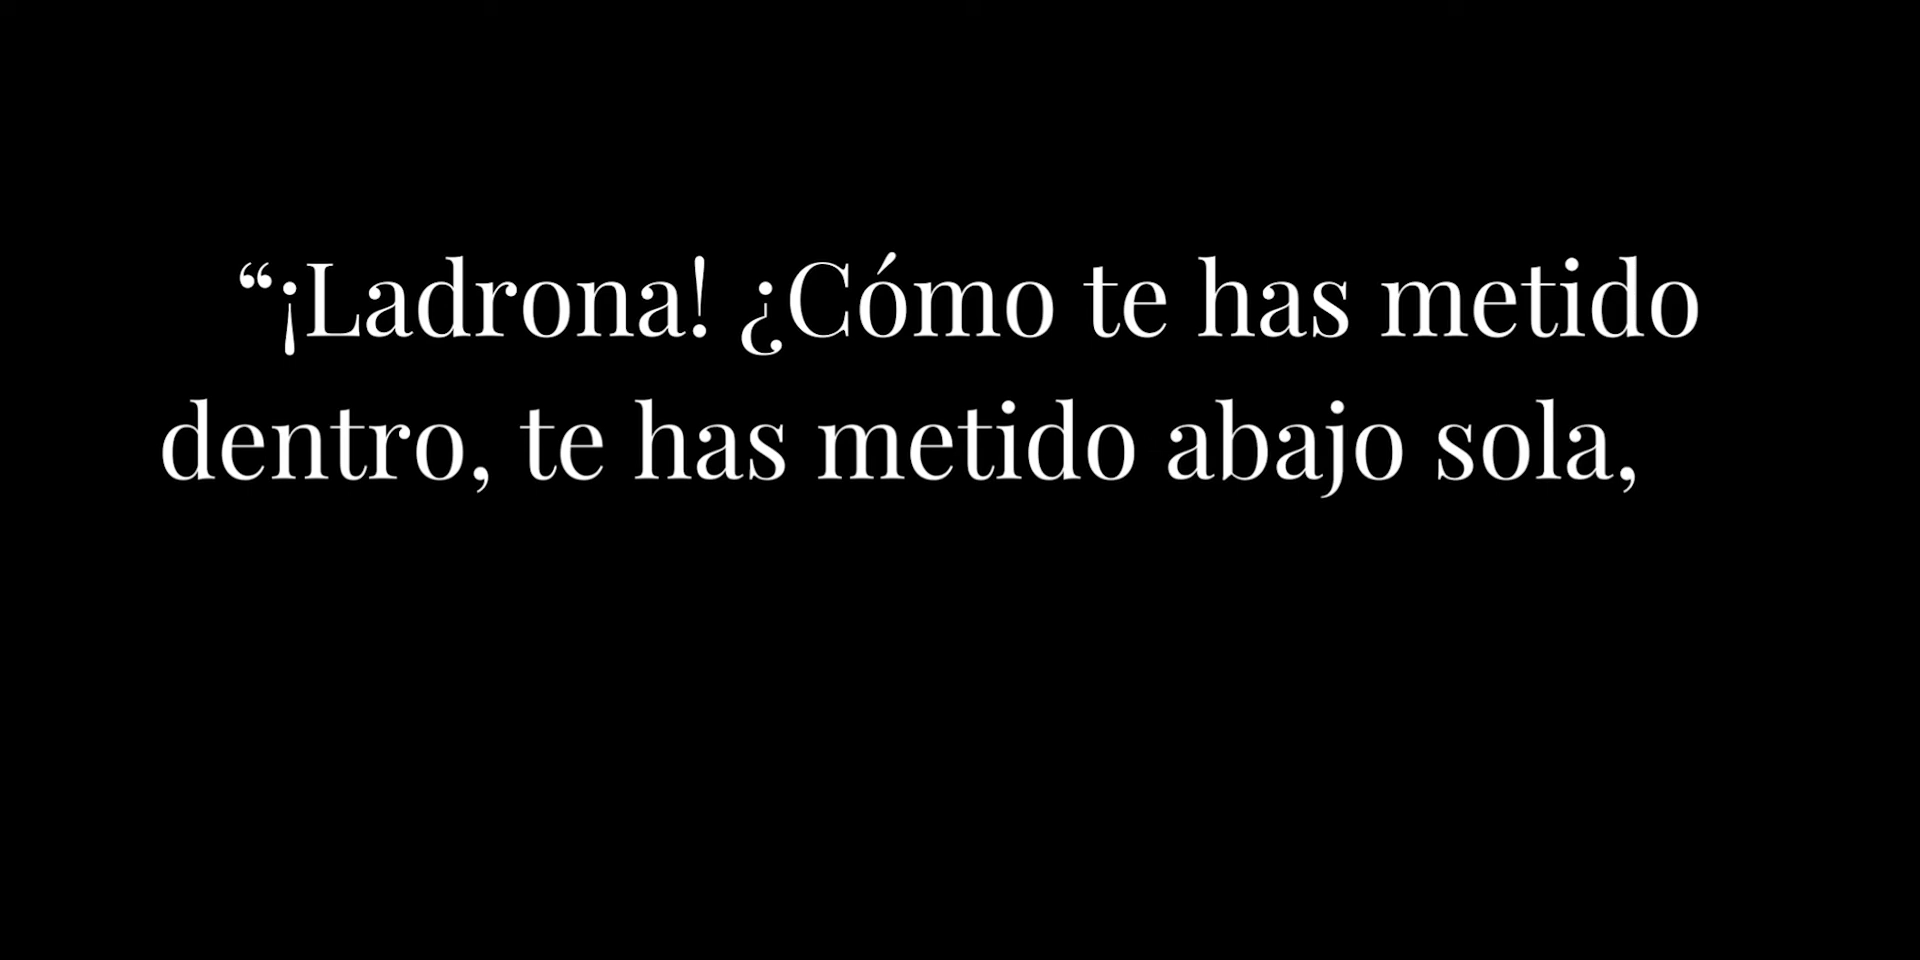 “¡Ladrona! ¿Cómo te has metido
dentro, te has metido abajo sola,